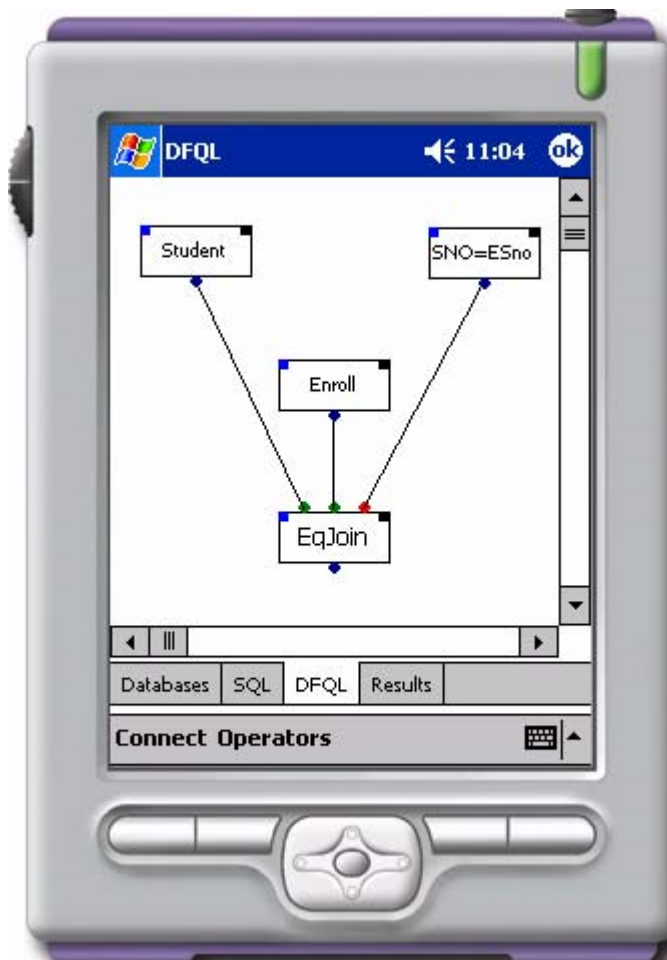 DFQL 11:04 ok
Student
SNO=ESno
Enroll
EqJoin
Databases SQL DFQL Results
Connect Operators